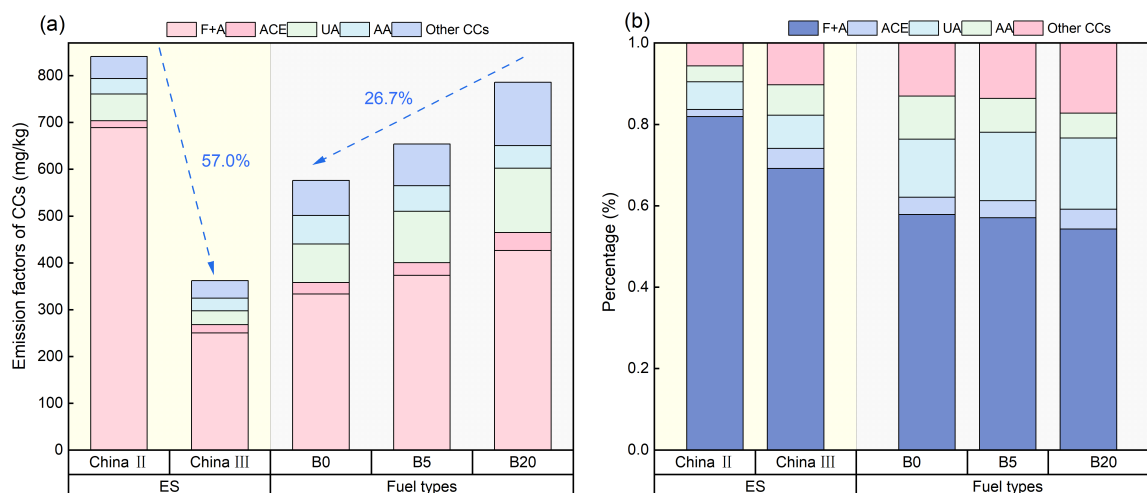 (a)
F+A ACE UA AA Other CCs
Emission factors of CCs (mg/kg)
800
700
600
500
400
300
200
100
0
57.0%
26.7%
China Ⅱ China Ⅲ B0 B5 B20
ES Fuel types
(b)
F+A ACE UA AA Other CCs
Percentage (%)
1.0
0.8
0.6
0.4
0.2
0.0
China Ⅱ China Ⅲ B0 B5 B20
ES Fuel types